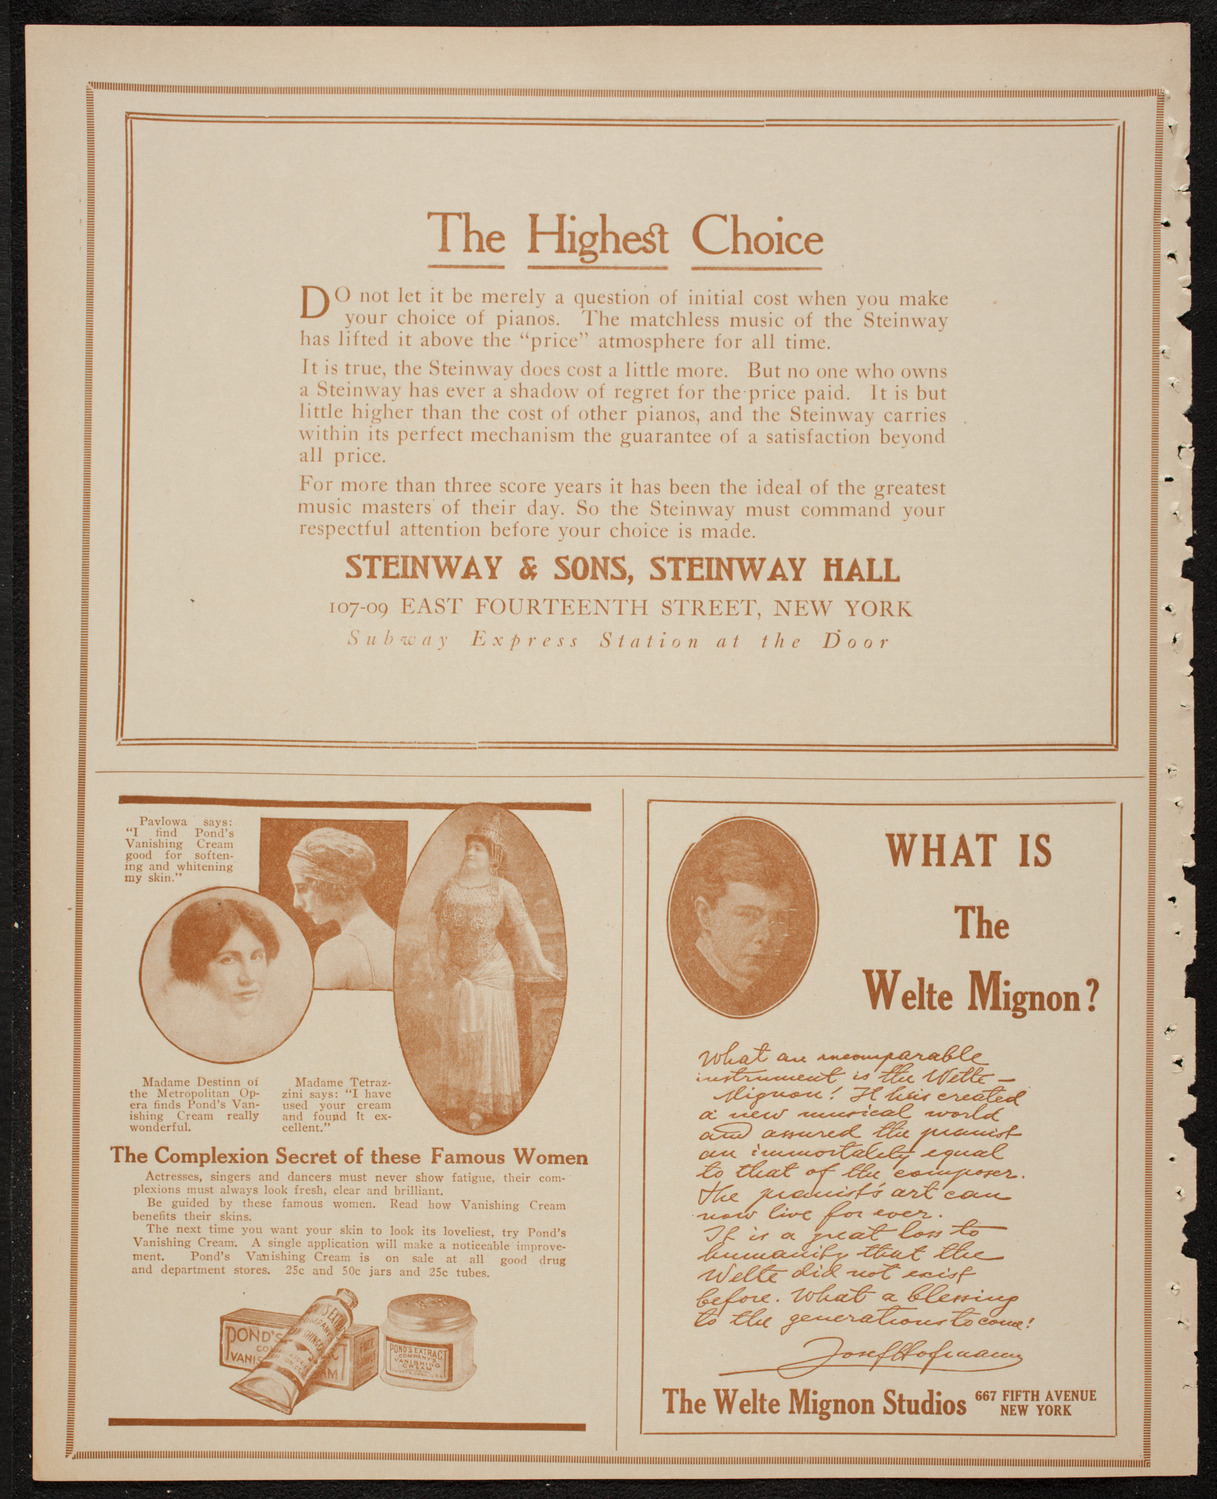 The Highest Choice
DO not let it be merely a question of initial cost when you make
your choice of pianos. The matchless music of the Steinway
has lifted it above the "price" atmosphere for all time.
It is true, the Steinway does cost a little more. But no one who owns
a Steinway has ever a shadow of regret for the price paid. It is but
little higher than the cost of other pianos, and the Steinway carries
within its perfect mechanism the guarantee of a satisfaction beyond
all price.
For more than three score years it has been the ideal of the greatest
music masters of their day. So the Steinway must command your
respectful attention before your choice is made.
STEINWAY & SONS, STEINWAY HALL
107-09 EAST FOURTEENTH STREET, NEW YORK
Subway Express Station at the Door
Pavlowa says:
"I find Pond's
Vanishing Cream
good for soften-
ing and whitening
my skin."
Madame Destinn of
the Metropolitan Op-
era finds Pond's Van-
ishing Cream really
wonderful.
Madame Tetraz-
zini says: "I have
used your cream
and found it ex-
cellent."
The Complexion Secret of these Famous Women
Actresses, singers and dancers must never show fatigue, their com-
plexions must always look fresh, clear and brilliant.
Be guided by these famous women. Read how Vanishing Cream
benefits their skins.
The next time you want your skin to look its loveliest, try Pond's
Vanishing Cream. A single application will make a noticeable improve-
ment. Pond's Vanishing Cream is on sale at all good drug
and department stores. 25c and 50c jars and 25c tubes.
POND'S
VANIS
POND'S EXTRACT
COMPANY'S
VANISHING
CREAM
WHAT IS
The
Welte Mignon?
What an incomparable
instrument is the Welte-
Mignon! It has created
a new musical world
and assured the pianist
an immortality equal
to that of the composer.
The pianist's art can
now live for ever.
It is a great loss to
humanity that the
Welte did not exist
before. What a blessing
to the generations to come!
Josef Hofmann
The Welte Mignon Studios 667 FIFTH AVENUE
NEW YORK